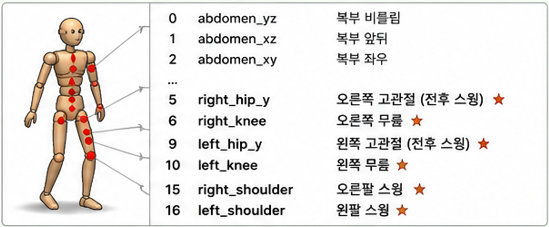 0 abdomen_yz 복부 비틀림
1 abdomen_xz 복부 앞뒤
2 abdomen_xy 복부 좌우
...
5 right_hip_y 오른쪽 고관절 (전후 스윙)
6 right_knee 오른쪽 무릎
9 left_hip_y 왼쪽 고관절 (전후 스윙)
10 left_knee 왼쪽 무릎
15 right_shoulder 오른팔 스윙
16 left_shoulder 왼팔 스윙